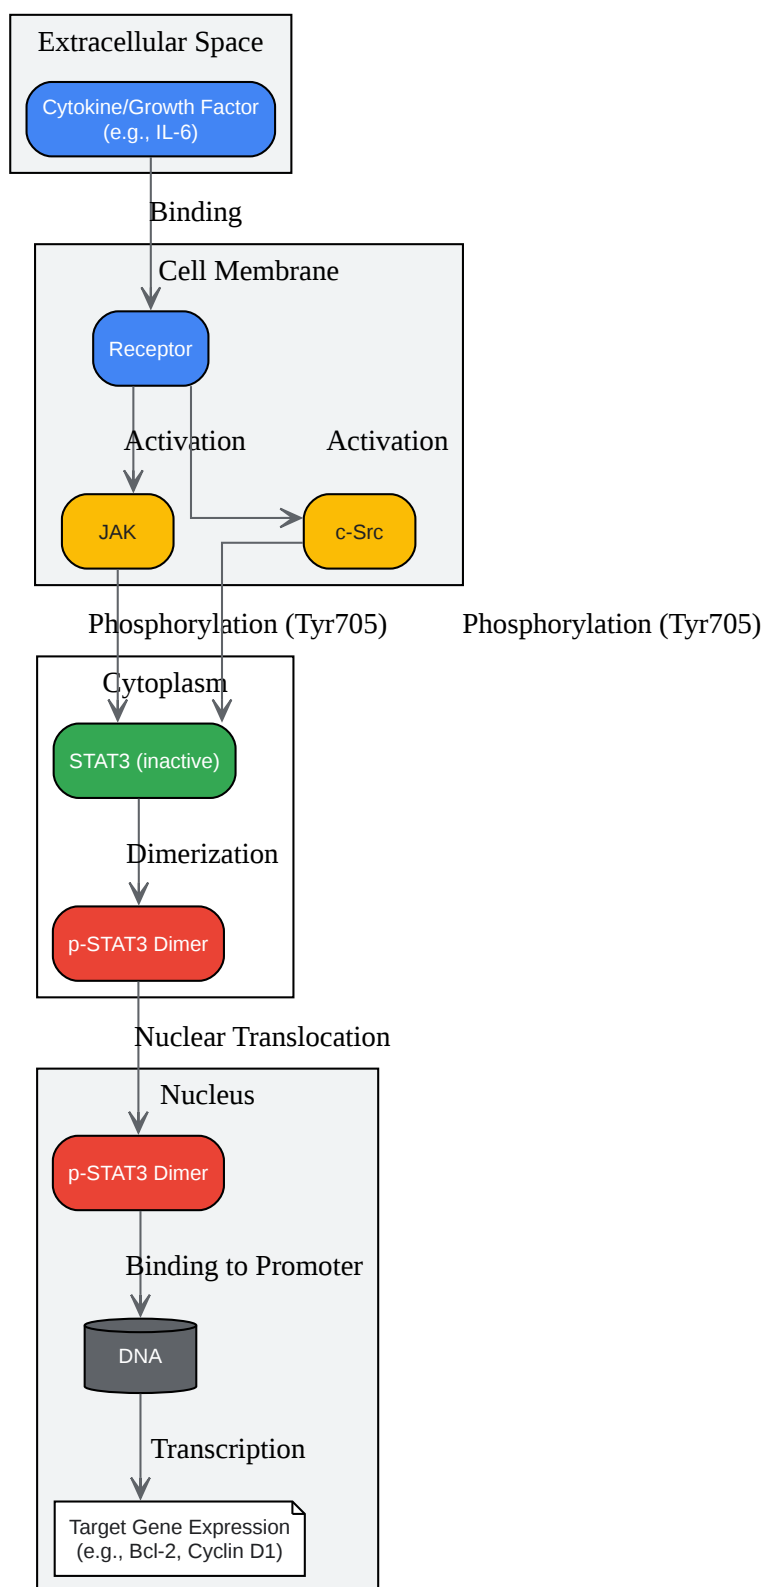 Extracellular Space
Cytokine/Growth Factor
(e.g., IL-6)
Binding
Cell Membrane
Receptor
Activation
Activation
JAK
c-Src
Phosphorylation (Tyr705)
Phosphorylation (Tyr705)
Cytoplasm
STAT3 (inactive)
Dimerization
p-STAT3 Dimer
Nuclear Translocation
Nucleus
p-STAT3 Dimer
Binding to Promoter
DNA
Transcription
Target Gene Expression
(e.g., Bcl-2, Cyclin D1)